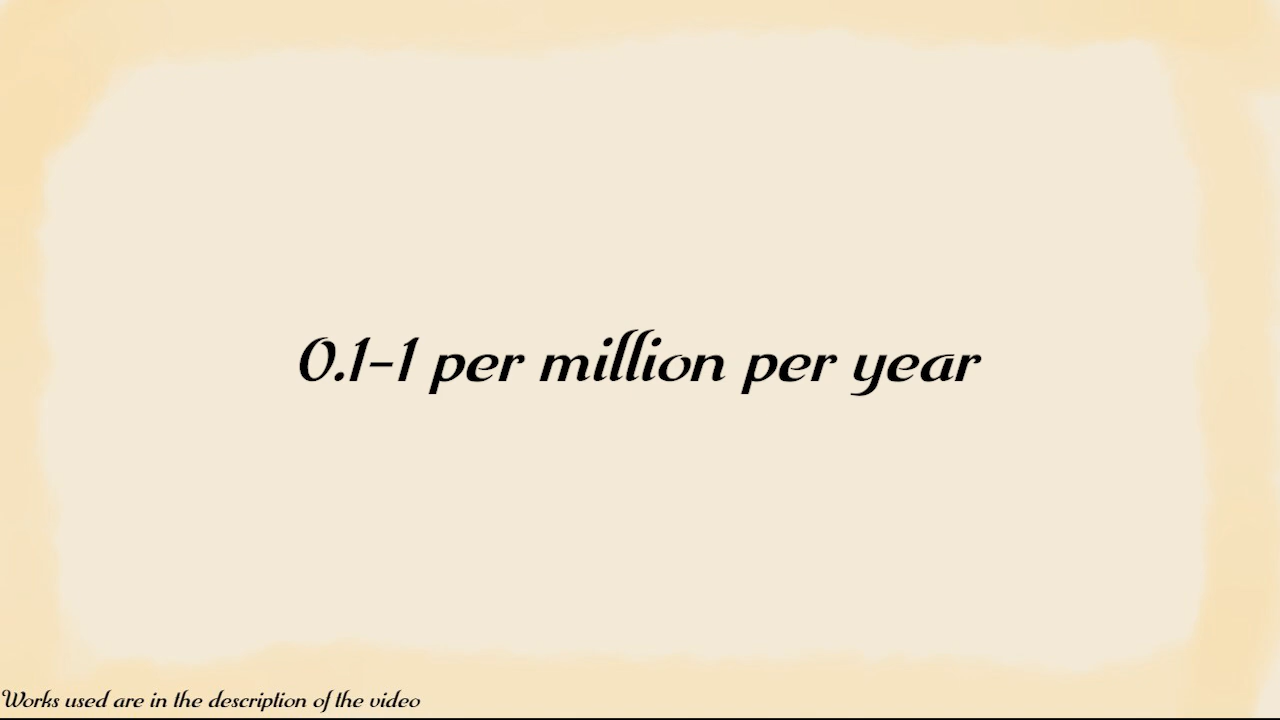 0.1-1 per million per year
Works used are in the description of the video